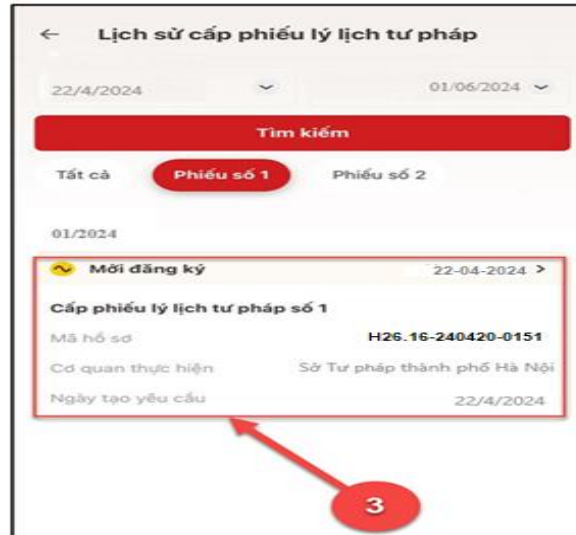 ← Lịch sử cấp phiếu lý lịch tư pháp
22/4/2024 01/06/2024
Tìm kiếm
Tất cả Phiếu số 1 Phiếu số 2
01/2024
Mới đăng ký 22-04-2024 >
Cấp phiếu lý lịch tư pháp số 1
Mã hồ sơ H26.16-240420-0151
Cơ quan thực hiện Sở Tư pháp thành phố Hà Nội
Ngày tạo yêu cầu 22/4/2024
3